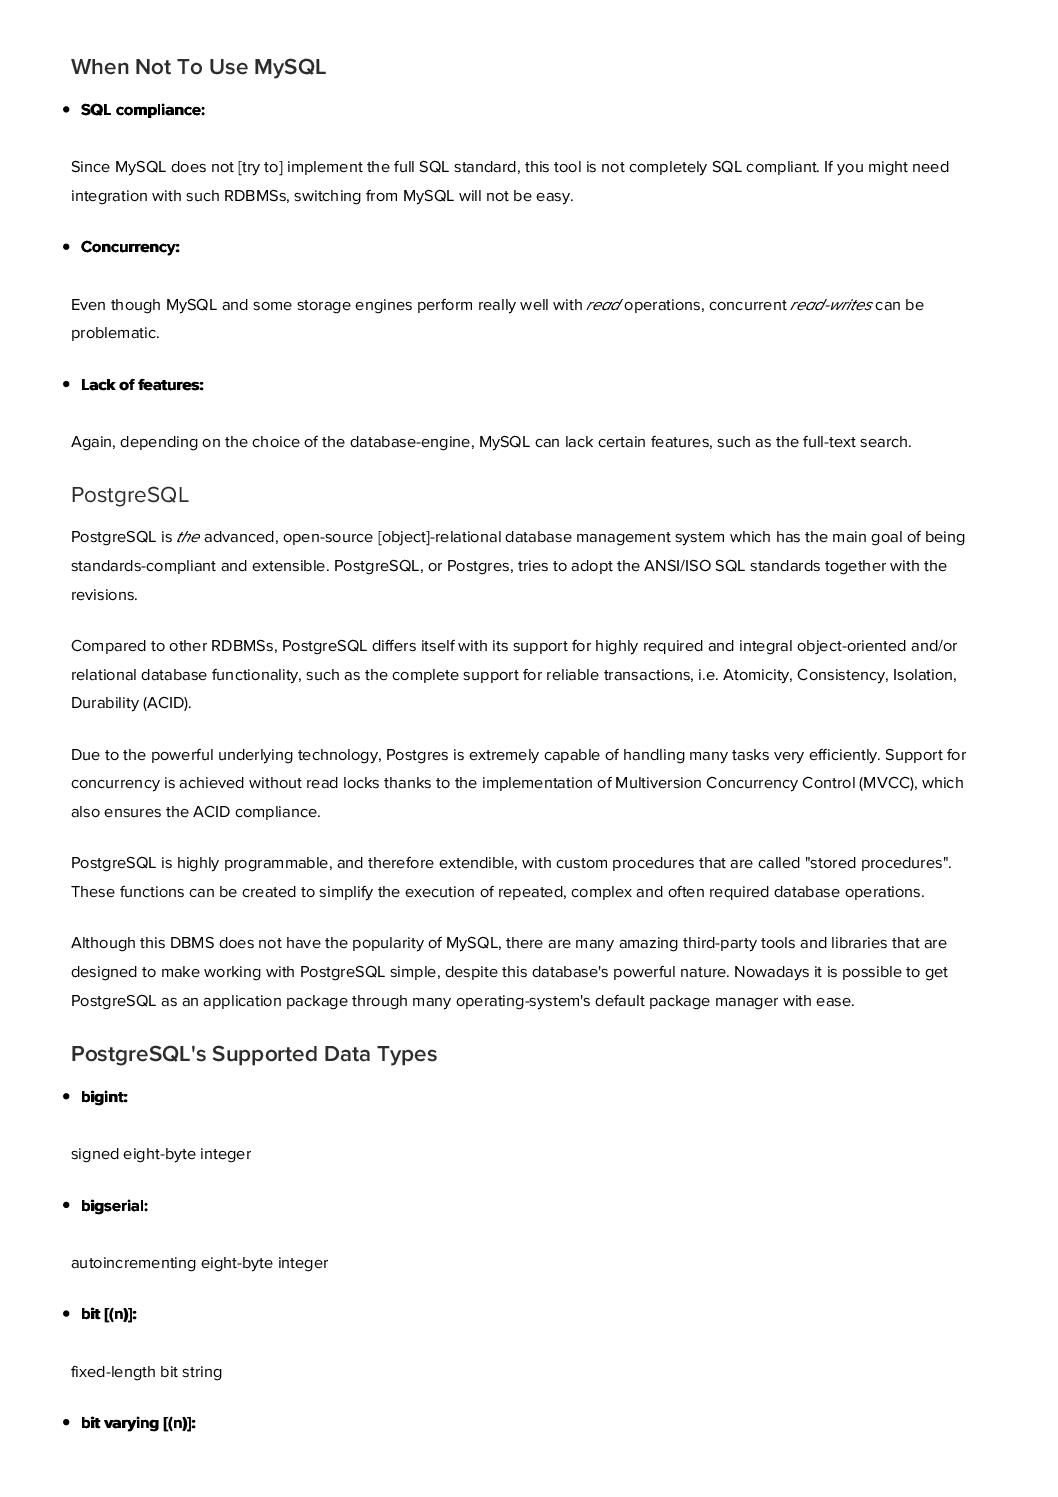 When Not To Use MySQL
• SQL compliance:
Since MySQL does not [try to] implement the full SQL standard, this tool is not completely SQL compliant. If you might need
integration with such RDBMSs, switching from MySQL will not be easy.
• Concurrency:
Even though MySQL and some storage engines perform really well with read operations, concurrent read-writes can be
problematic.
• Lack of features:
Again, depending on the choice of the database-engine, MySQL can lack certain features, such as the full-text search.
PostgreSQL
PostgreSQL is the advanced, open-source [object]-relational database management system which has the main goal of being
standards-compliant and extensible. PostgreSQL, or Postgres, tries to adopt the ANSI/ISO SQL standards together with the
revisions.
Compared to other RDBMSs, PostgreSQL differs itself with its support for highly required and integral object-oriented and/or
relational database functionality, such as the complete support for reliable transactions, i.e. Atomicity, Consistency, Isolation,
Durability (ACID).
Due to the powerful underlying technology, Postgres is extremely capable of handling many tasks very efficiently. Support for
concurrency is achieved without read locks thanks to the implementation of Multiversion Concurrency Control (MVCC), which
also ensures the ACID compliance.
PostgreSQL is highly programmable, and therefore extendible, with custom procedures that are called "stored procedures".
These functions can be created to simplify the execution of repeated, complex and often required database operations.
Although this DBMS does not have the popularity of MySQL, there are many amazing third-party tools and libraries that are
designed to make working with PostgreSQL simple, despite this database's powerful nature. Nowadays it is possible to get
PostgreSQL as an application package through many operating-system's default package manager with ease.
PostgreSQL's Supported Data Types
• bigint:
signed eight-byte integer
• bigserial:
autoincrementing eight-byte integer
• bit [(n)]:
fixed-length bit string
• bit varying [(n)]: